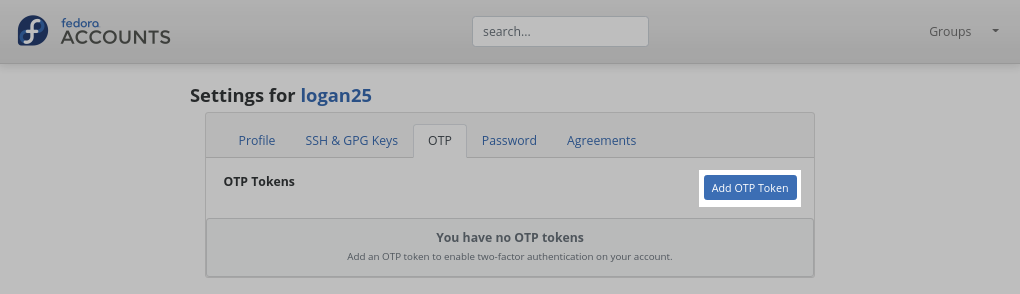 fedora
ACCOUNTS
search...
Groups
Settings for logan25
Profile SSH & GPG Keys OTP Password Agreements
OTP Tokens Add OTP Token
You have no OTP tokens
Add an OTP token to enable two-factor authentication on your account.